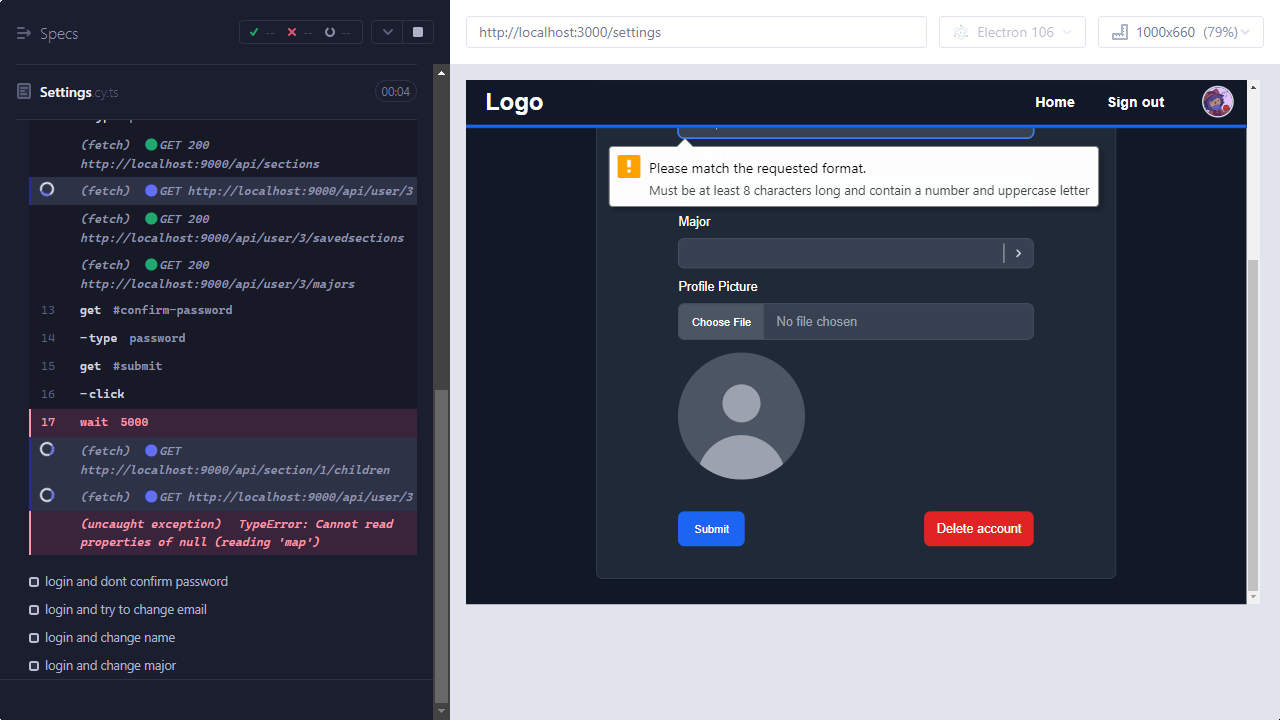 Specs
-- -- --
Settings.cy.ts
00:04
(fetch) GET 200
http://localhost:9000/api/sections
(fetch) GET http://localhost:9000/api/user/3
(fetch) GET 200
http://localhost:9000/api/user/3/savedsections
(fetch) GET 200
http://localhost:9000/api/user/3/majors
13 get #confirm-password
14 -type password
15 get #submit
16 -click
17 wait 5000
(fetch) GET
http://localhost:9000/api/section/1/children
(fetch) GET http://localhost:9000/api/user/3
(uncaught exception) TypeError: Cannot read
properties of null (reading 'map')
login and dont confirm password
login and try to change email
login and change name
login and change major
http://localhost:3000/settings
Electron 106
1000x660 (79%)
Logo
Home
Sign out
Please match the requested format.
Must be at least 8 characters long and contain a number and uppercase letter
Major
Profile Picture
Choose File
No file chosen
Submit
Delete account